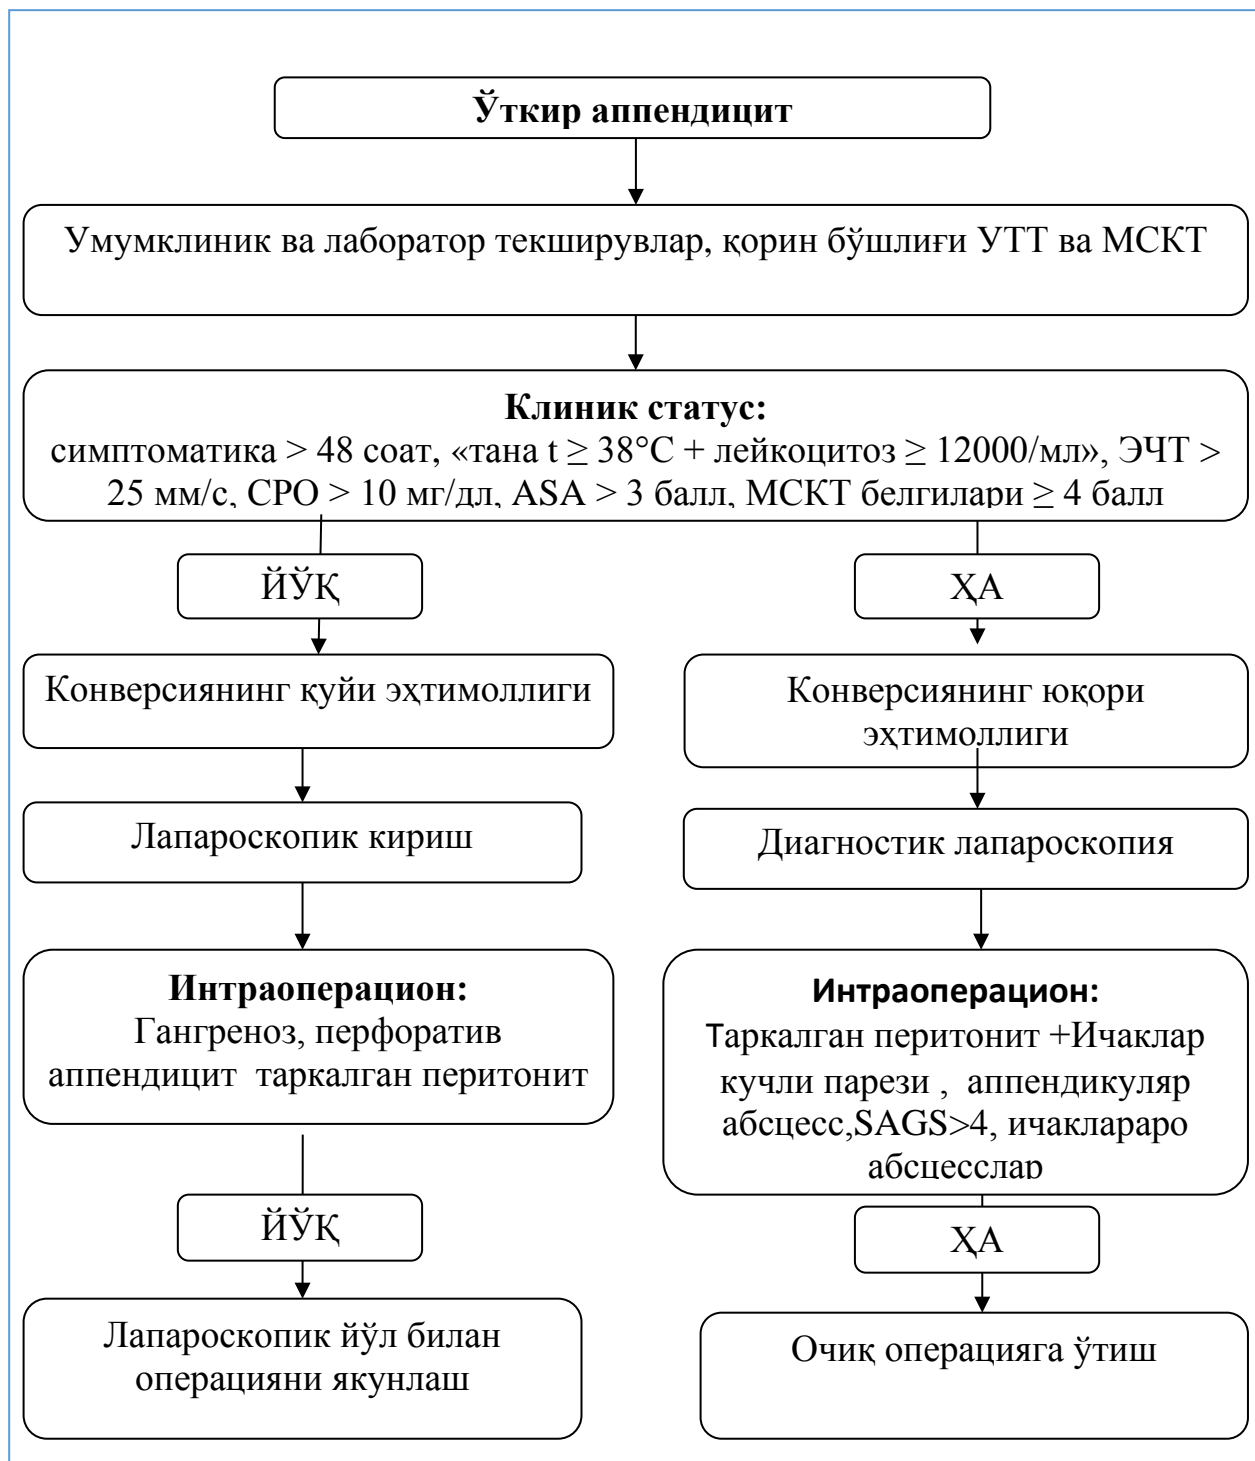 Ўткир аппендицит
Умумклиник ва лаборатор текширувлар, қорин бўшлиғи УТТ ва МСКТ
Клиник статус:
симптоматика > 48 соат, «тана t ≥ 38°C + лейкоцитоз ≥ 12000/мл», ЭЧТ >
25 мм/с, СРО > 10 мг/дл, ASA > 3 балл, МСКТ белгилари ≥ 4 балл
ЙЎҚ
ҲА
Конверсиянинг қуйи эҳтимоллиги
Конверсиянинг юқори
эҳтимоллиги
Лапароскопик кириш
Диагностик лапароскопия
Интраоперацион:
Гангреноз, перфоратив
аппендицит таркалган перитонит
Интраоперацион:
Таркалган перитонит +Ичаклар
кучли парези , аппендикуляр
абсцесс,SAGS>4, ичаклараро
абсцесслар
ЙЎҚ
ҲА
Лапароскопик йўл билан
операцияни якунлаш
Очиқ операцияга ўтиш